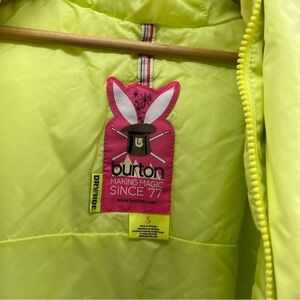 burton
MAKING MAGIC
SINCE '77
www.burton.com
DRYRIDE
S